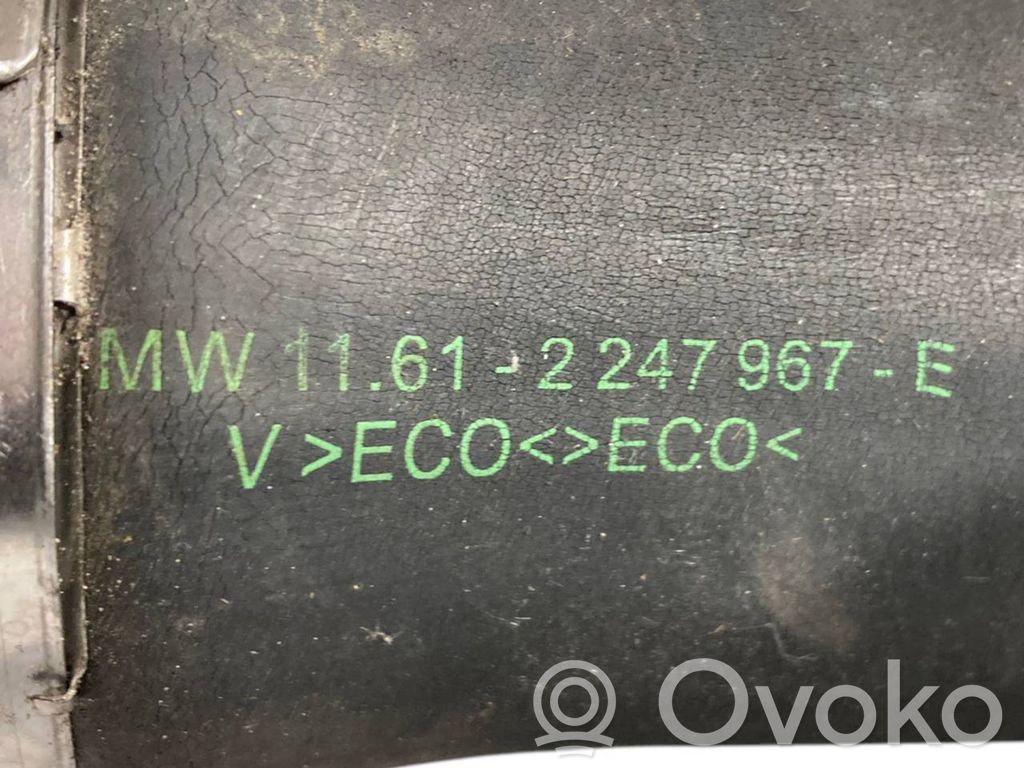 MW 11.61 - 2 247 967 - E
V >ECO<>ECO<
Ovoko